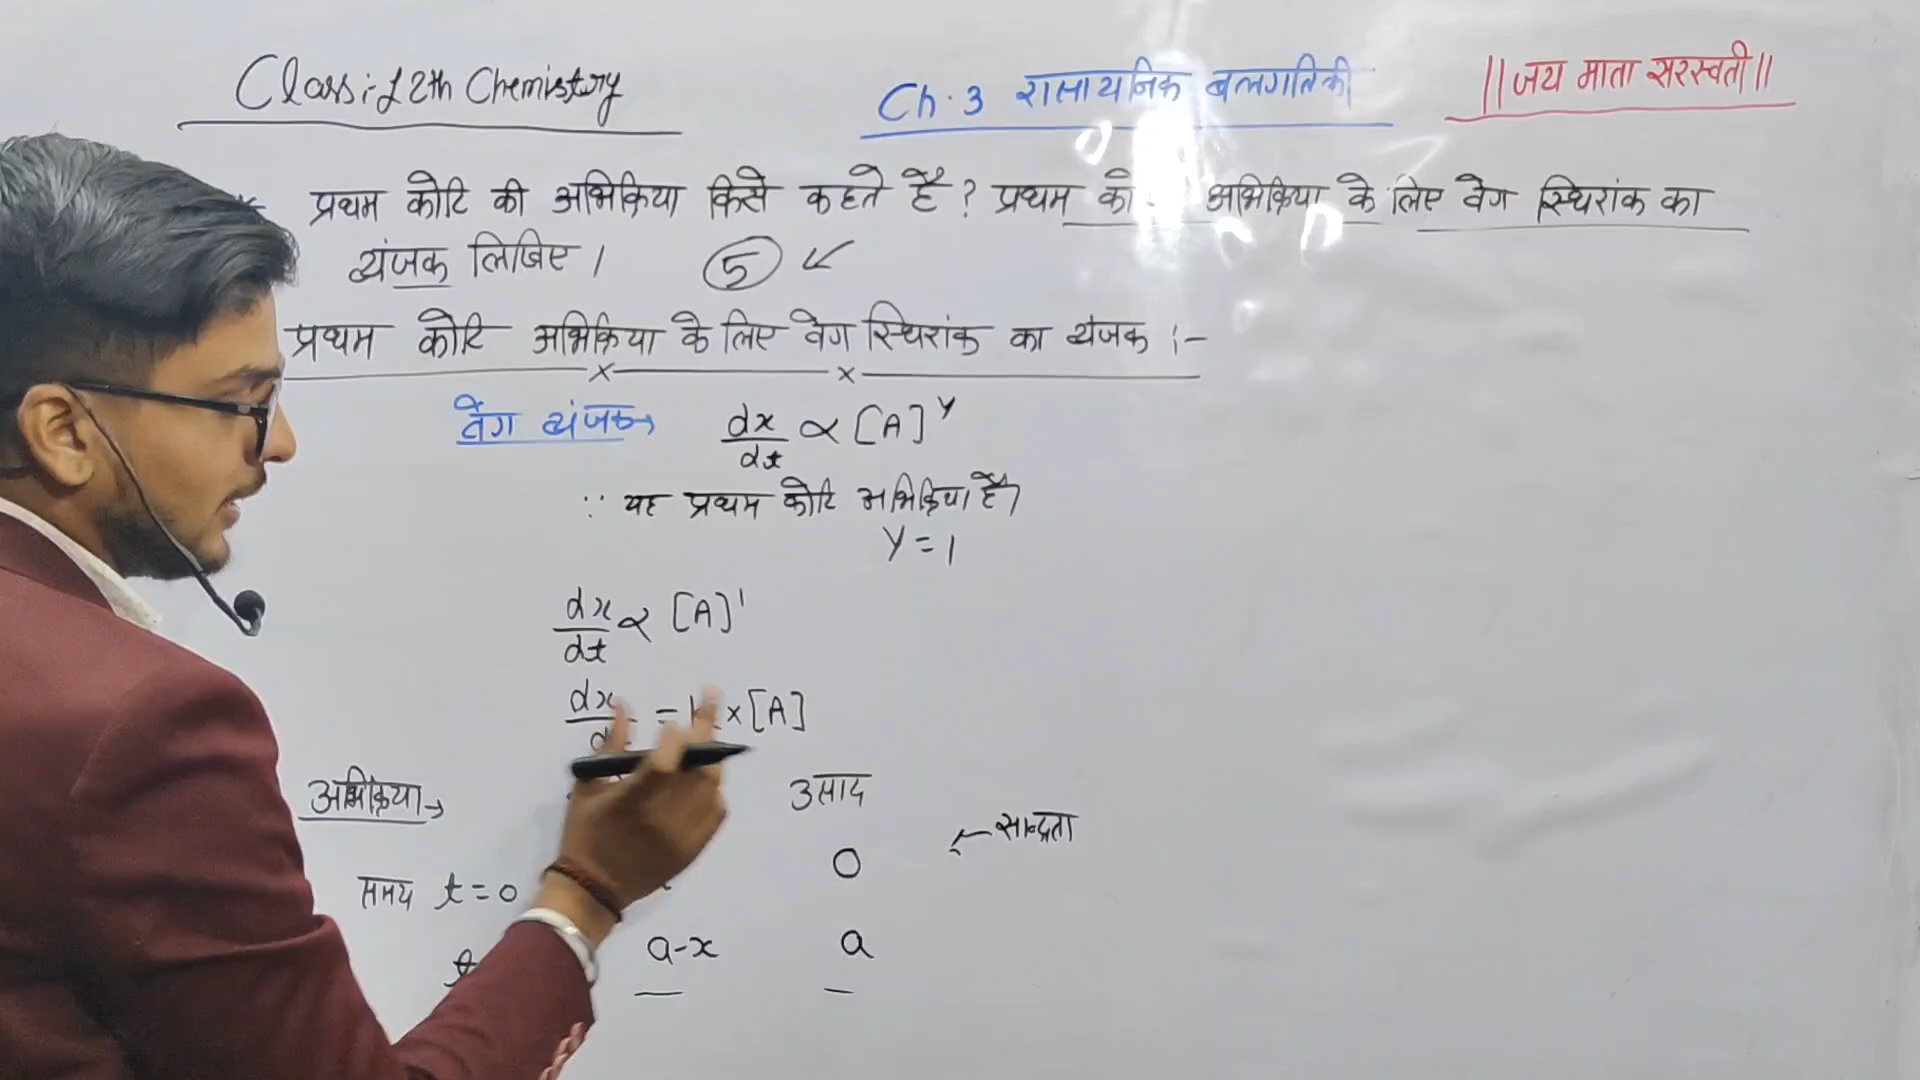 Class:-12th Chemistry
Ch.3 रासायनिक बलगतिकी
||जय माता सरस्वती||
प्रथम कोटि की अभिक्रिया किसे कहते है? प्रथम को अभिक्रिया के लिए वेग स्थिरांक का
व्यंजक लिखिए। 5
प्रथम कोटि अभिक्रिया के लिए वेग स्थिरांक का व्यंजक :-
वेग व्यंजक→ dx/dt ∝ [A]^y
∵ यह प्रथम कोटि अभिक्रिया है।
y = 1
dx/dt ∝ [A]^1
= × [A]
अभिक्रिया→ उत्पाद
←सान्द्रता
समय t=0 0
a-x a